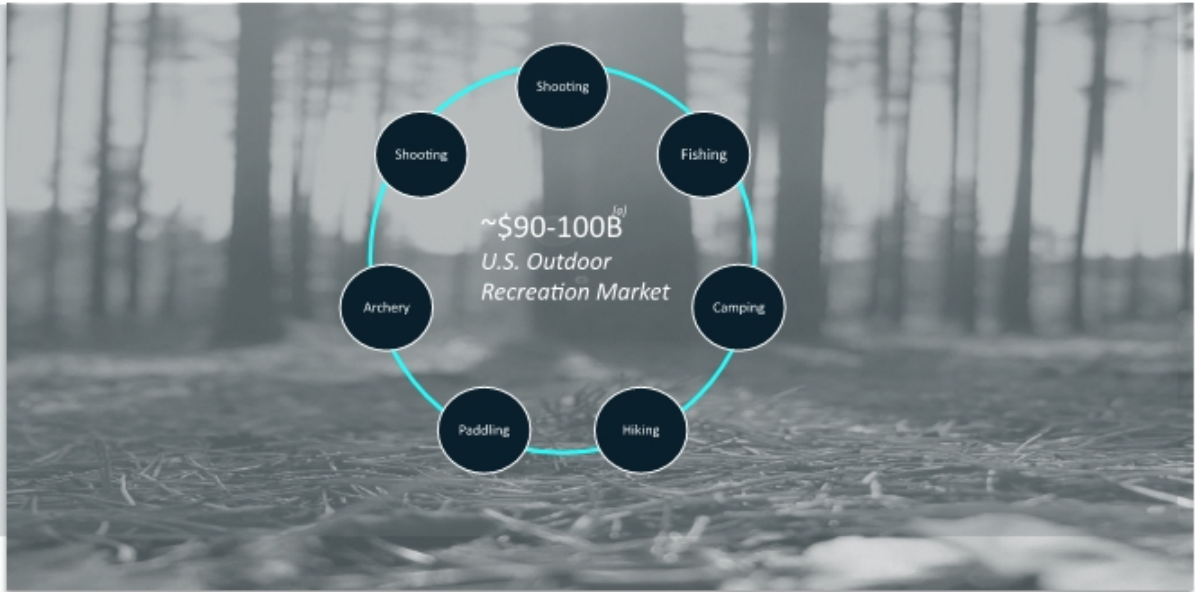 Shooting
Shooting
Fishing
~$90-100B(a)
U.S. Outdoor
Recreation Market
Archery
Camping
Paddling
Hiking